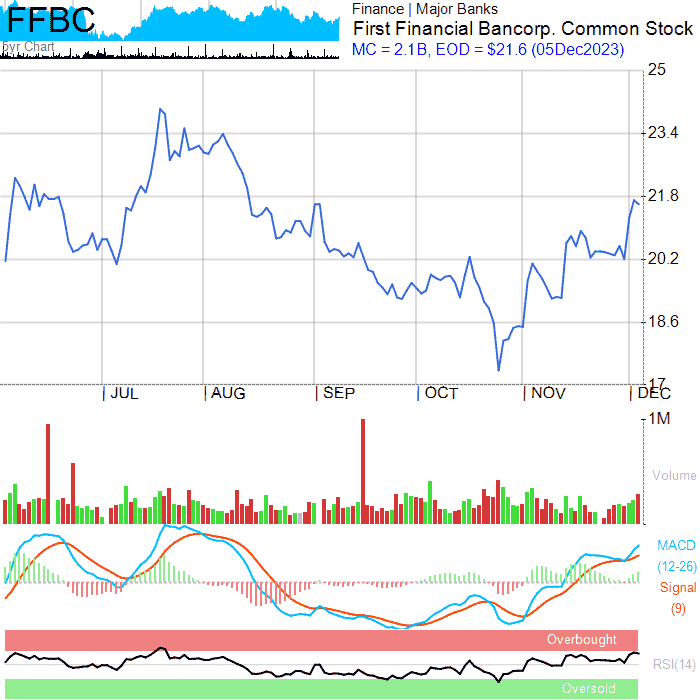 FFBC
5yr Chart
Finance | Major Banks
First Financial Bancorp. Common Stock
MC = 2.1B, EOD = $21.6 (05Dec2023)
25
23.4
21.8
20.2
18.6
17
JUL AUG SEP OCT NOV DEC
1M
Volume
MACD
(12-26)
Signal
(9)
Overbought
RSI(14)
Oversold